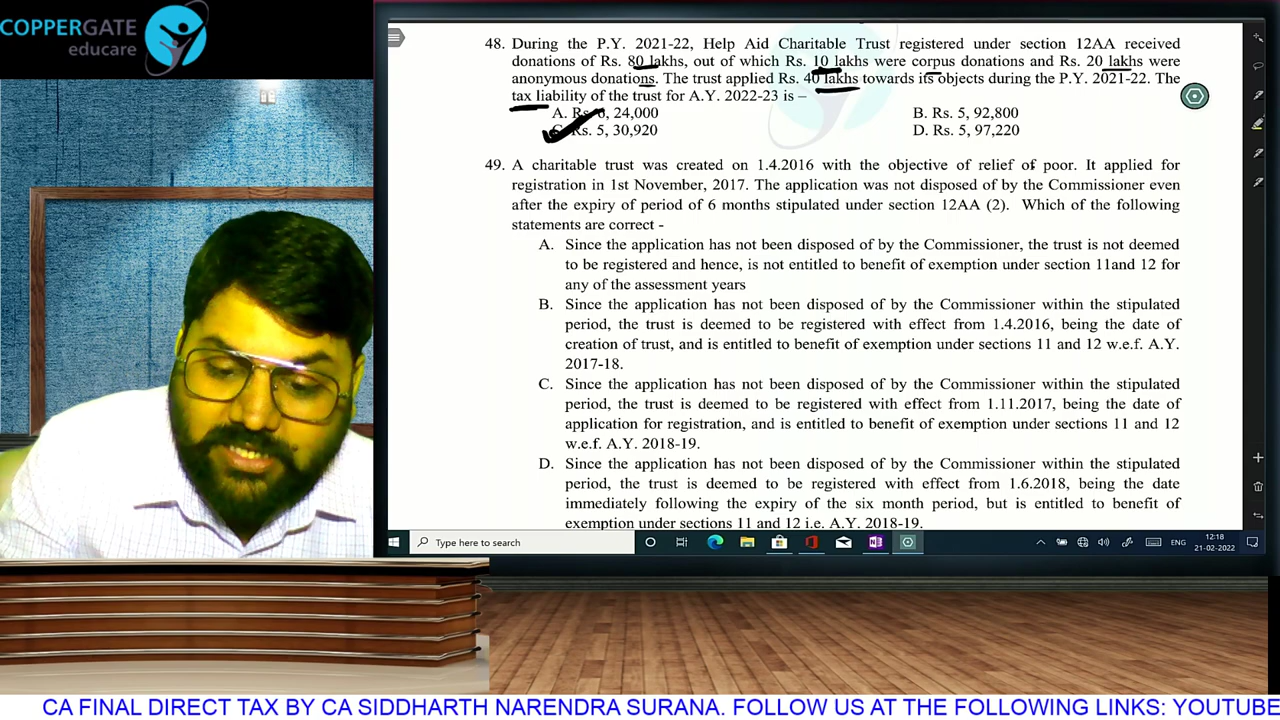 COPPERGATE
educare
48. During the P.Y. 2021-22, Help Aid Charitable Trust registered under section 12AA received
donations of Rs. 80 lakhs, out of which Rs. 10 lakhs were corpus donations and Rs. 20 lakhs were
anonymous donations. The trust applied Rs. 40 lakhs towards its objects during the P.Y. 2021-22. The
tax liability of the trust for A.Y. 2022-23 is –
A. Rs. 6, 24,000 B. Rs. 5, 92,800
C. Rs. 5, 30,920 D. Rs. 5, 97,220
49. A charitable trust was created on 1.4.2016 with the objective of relief of poor. It applied for
registration in 1st November, 2017. The application was not disposed of by the Commissioner even
after the expiry of period of 6 months stipulated under section 12AA (2). Which of the following
statements are correct -
A. Since the application has not been disposed of by the Commissioner, the trust is not deemed
to be registered and hence, is not entitled to benefit of exemption under section 11and 12 for
any of the assessment years
B. Since the application has not been disposed of by the Commissioner within the stipulated
period, the trust is deemed to be registered with effect from 1.4.2016, being the date of
creation of trust, and is entitled to benefit of exemption under sections 11 and 12 w.e.f. A.Y.
2017-18.
C. Since the application has not been disposed of by the Commissioner within the stipulated
period, the trust is deemed to be registered with effect from 1.11.2017, being the date of
application for registration, and is entitled to benefit of exemption under sections 11 and 12
w.e.f. A.Y. 2018-19.
D. Since the application has not been disposed of by the Commissioner within the stipulated
period, the trust is deemed to be registered with effect from 1.6.2018, being the date
immediately following the expiry of the six month period, but is entitled to benefit of
exemption under sections 11 and 12 i.e. A.Y. 2018-19.
Type here to search
ENG
12:18
21-02-2022
CA FINAL DIRECT TAX BY CA SIDDHARTH NARENDRA SURANA. FOLLOW US AT THE FOLLOWING LINKS: YOUTUBE